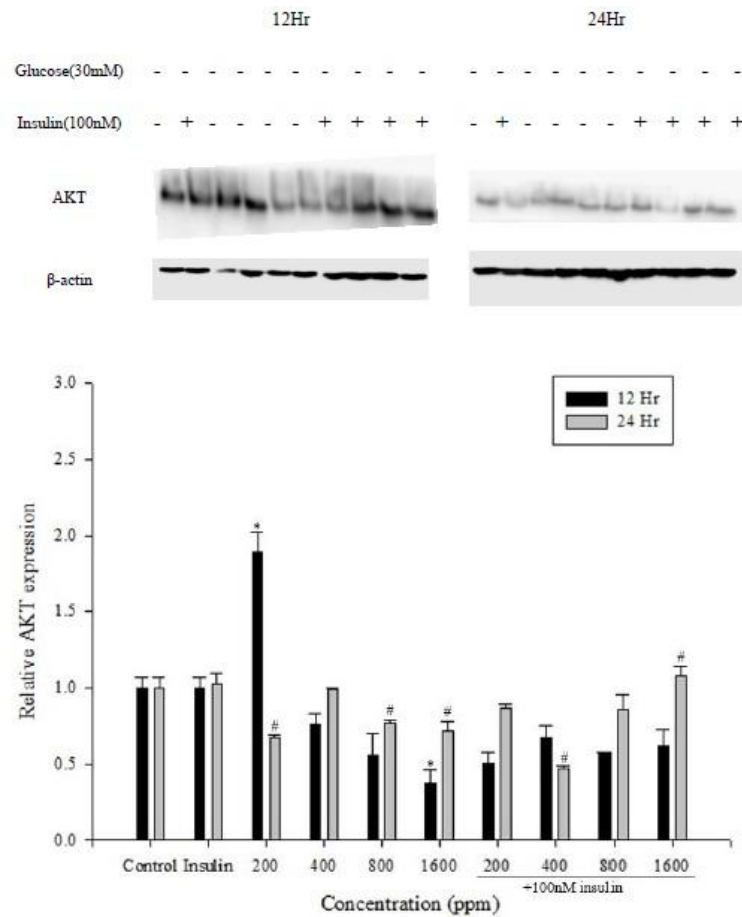 12Hr 24Hr
Glucose(30mM) - - - - - - - - - - - - - - - - - - - -
Insulin(100nM) - + - - - - + + + + - + - - - - + + + +
AKT
β-actin
3.0
12 Hr
24 Hr
2.5
2.0
1.5
1.0
0.5
0.0
Relative AKT expression
* # # # * # #
Control Insulin 200 400 800 1600 200 400 800 1600
+100nM insulin
Concentration (ppm)